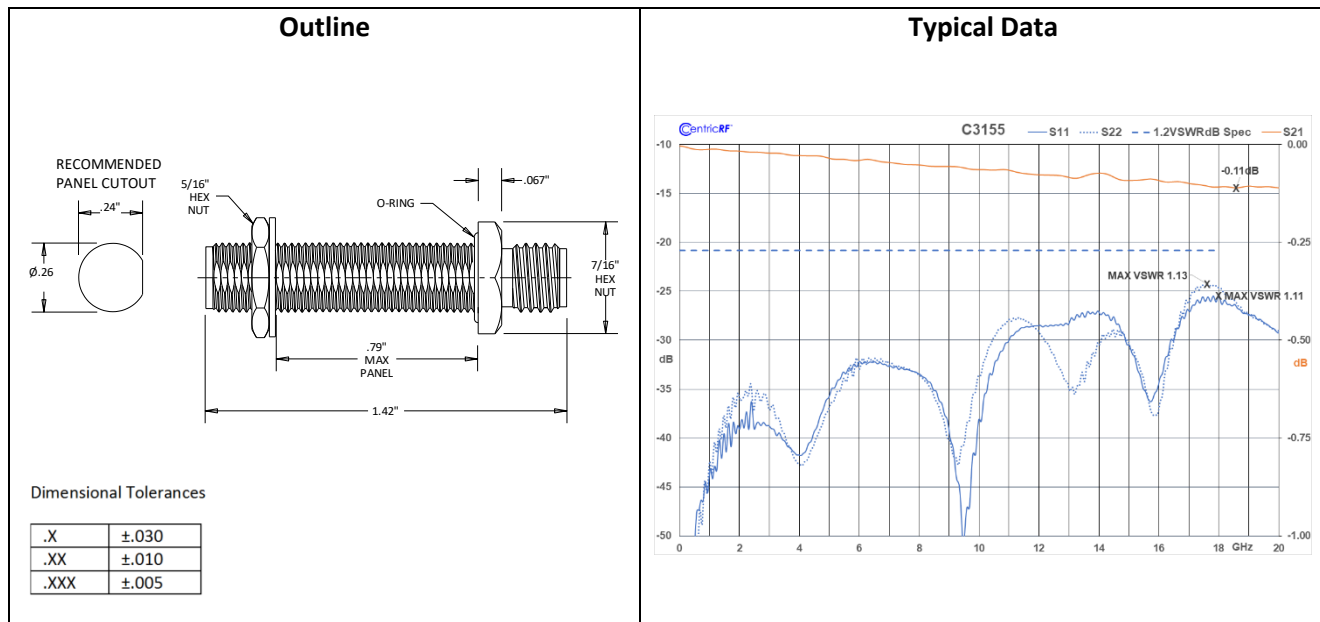 Outline
RECOMMENDED
PANEL CUTOUT
.24"
Ø.26
5/16"
HEX
NUT
O-RING
.067"
7/16"
HEX
NUT
.79"
MAX
PANEL
1.42"
Dimensional Tolerances
.X ±.030
.XX ±.010
.XXX ±.005
Typical Data
CentricRF™
C3155
S11 S22 1.2VSWRdB Spec S21
-10
-15
-20
-25
-30
dB
-35
-40
-45
-50
0.00
-0.25
-0.50
dB
-0.75
-1.00
-0.11dB
MAX VSWR 1.13
MAX VSWR 1.11
0 2 4 6 8 10 12 14 16 18 GHz 20